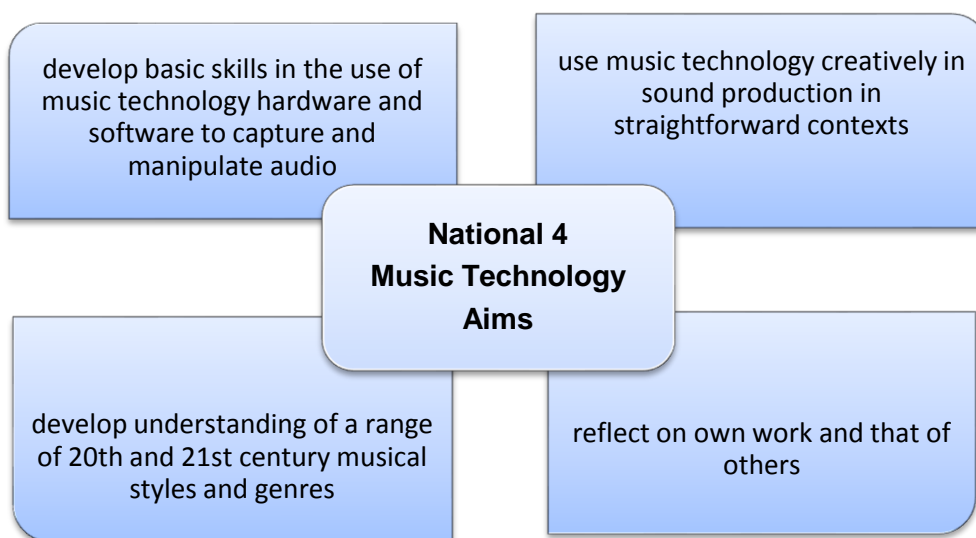 develop basic skills in the use of
music technology hardware and
software to capture and
manipulate audio
use music technology creatively in
sound production in
straightforward contexts
National 4
Music Technology
Aims
develop understanding of a range
of 20th and 21st century musical
styles and genres
reflect on own work and that of
others